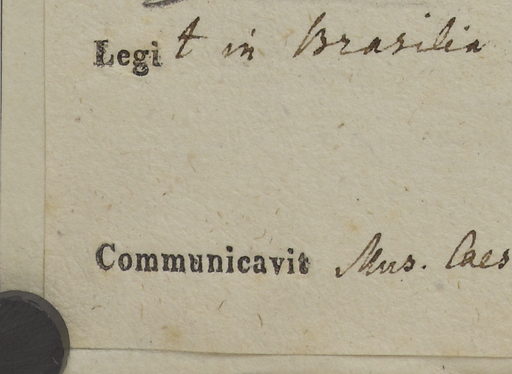 Legit in Brasilia
Communicavit Mus. Caes